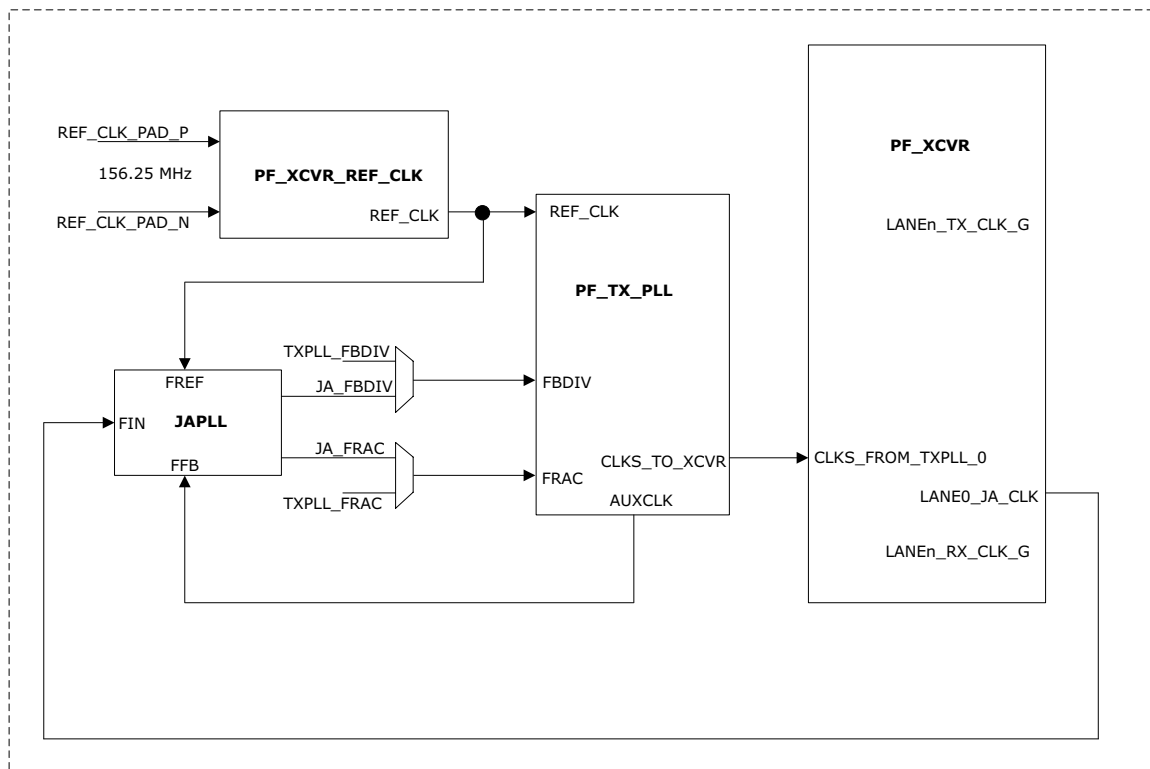 REF_CLK_PAD_P
156.25 MHz
REF_CLK_PAD_N
PF_XCVR_REF_CLK
REF_CLK
REF_CLK
PF_TX_PLL
FBDIV
FRAC
CLKS_TO_XCVR
AUXCLK
TXPLL_FBDIV
JA_FBDIV
JA_FRAC
TXPLL_FRAC
FREF
FIN
JAPLL
FFB
PF_XCVR
LANEn_TX_CLK_G
CLKS_FROM_TXPLL_0
LANE0_JA_CLK
LANEn_RX_CLK_G